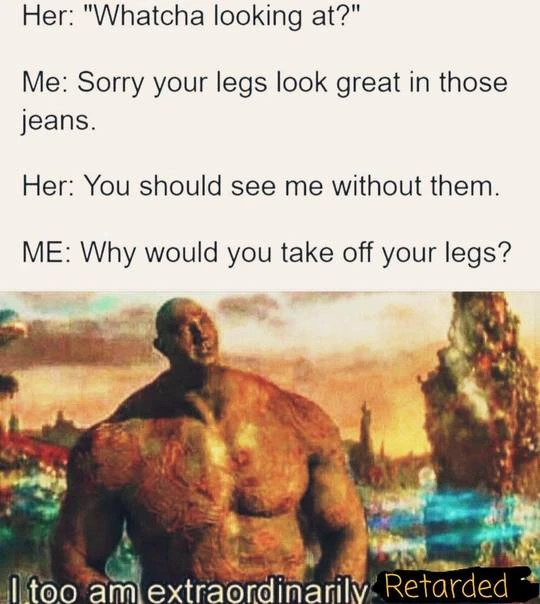 Her: "Whatcha looking at?"
Me: Sorry your legs look great in those
jeans.
Her: You should see me without them.
ME: Why would you take off your legs?
I too am extraordinarily Retarded